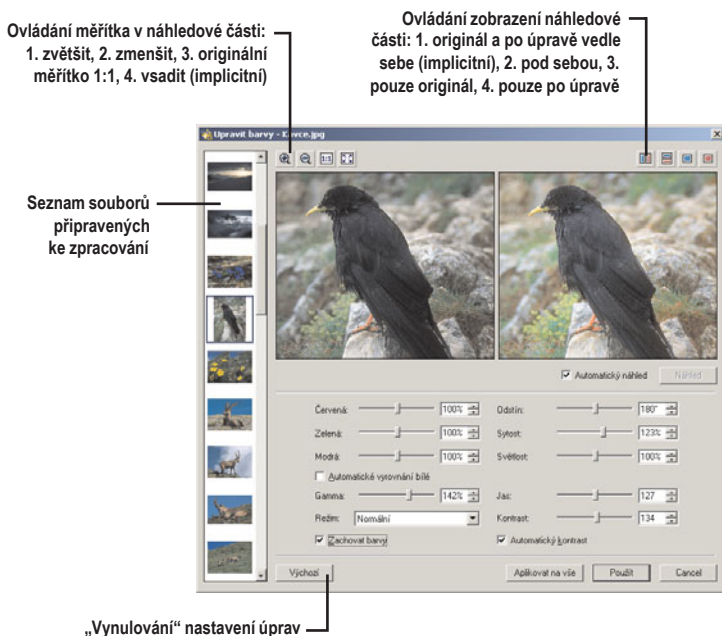 Ovládání měřítka v náhledové části:
1. zvětšit, 2. zmenšit, 3. originální
měřítko 1:1, 4. vsadit (implicitní)
Ovládání zobrazení náhledové
části: 1. originál a po úpravě vedle
sebe (implicitní), 2. pod sebou, 3.
pouze originál, 4. pouze po úpravě
Upravit barvy - Kavce.jpg
1:1
Seznam souborů
připravených
ke zpracování
Automatický náhled
Náhled
Červená: 100%
Odstín: 180°
Zelená: 100%
Sytost: 123%
Modrá: 100%
Světlost: 100%
Automatické vyrovnání bílé
Gamma: 142%
Jas: 127
Režim: Normální
Kontrast: 134
Zachovat barvy
Automatický kontrast
Výchozí
Aplikovat na vše
Použít
Cancel
„Vynulování“ nastavení úprav